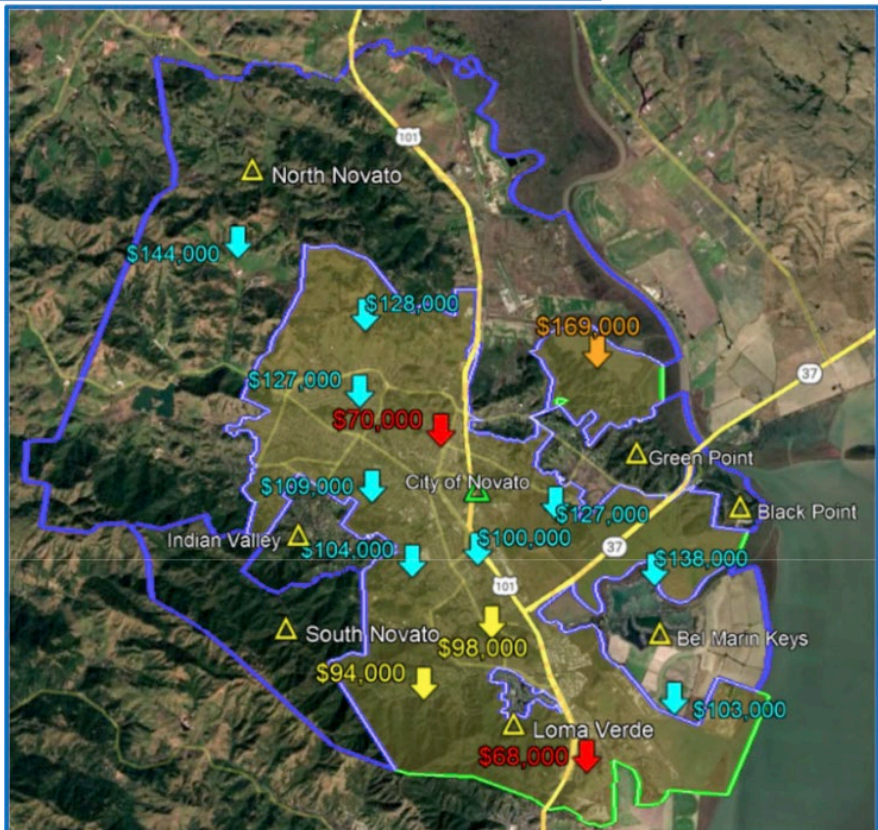 101
North Novato
$144,000
$128,000
$169,000
$127,000
37
$70,000
Green Point
City of Novato
$109,000
$127,000
Black Point
Indian Valley
$104,000
$100,000
37
$138,000
101
South Novato
$98,000
Bel Marin Keys
$94,000
$103,000
Loma Verde
$68,000